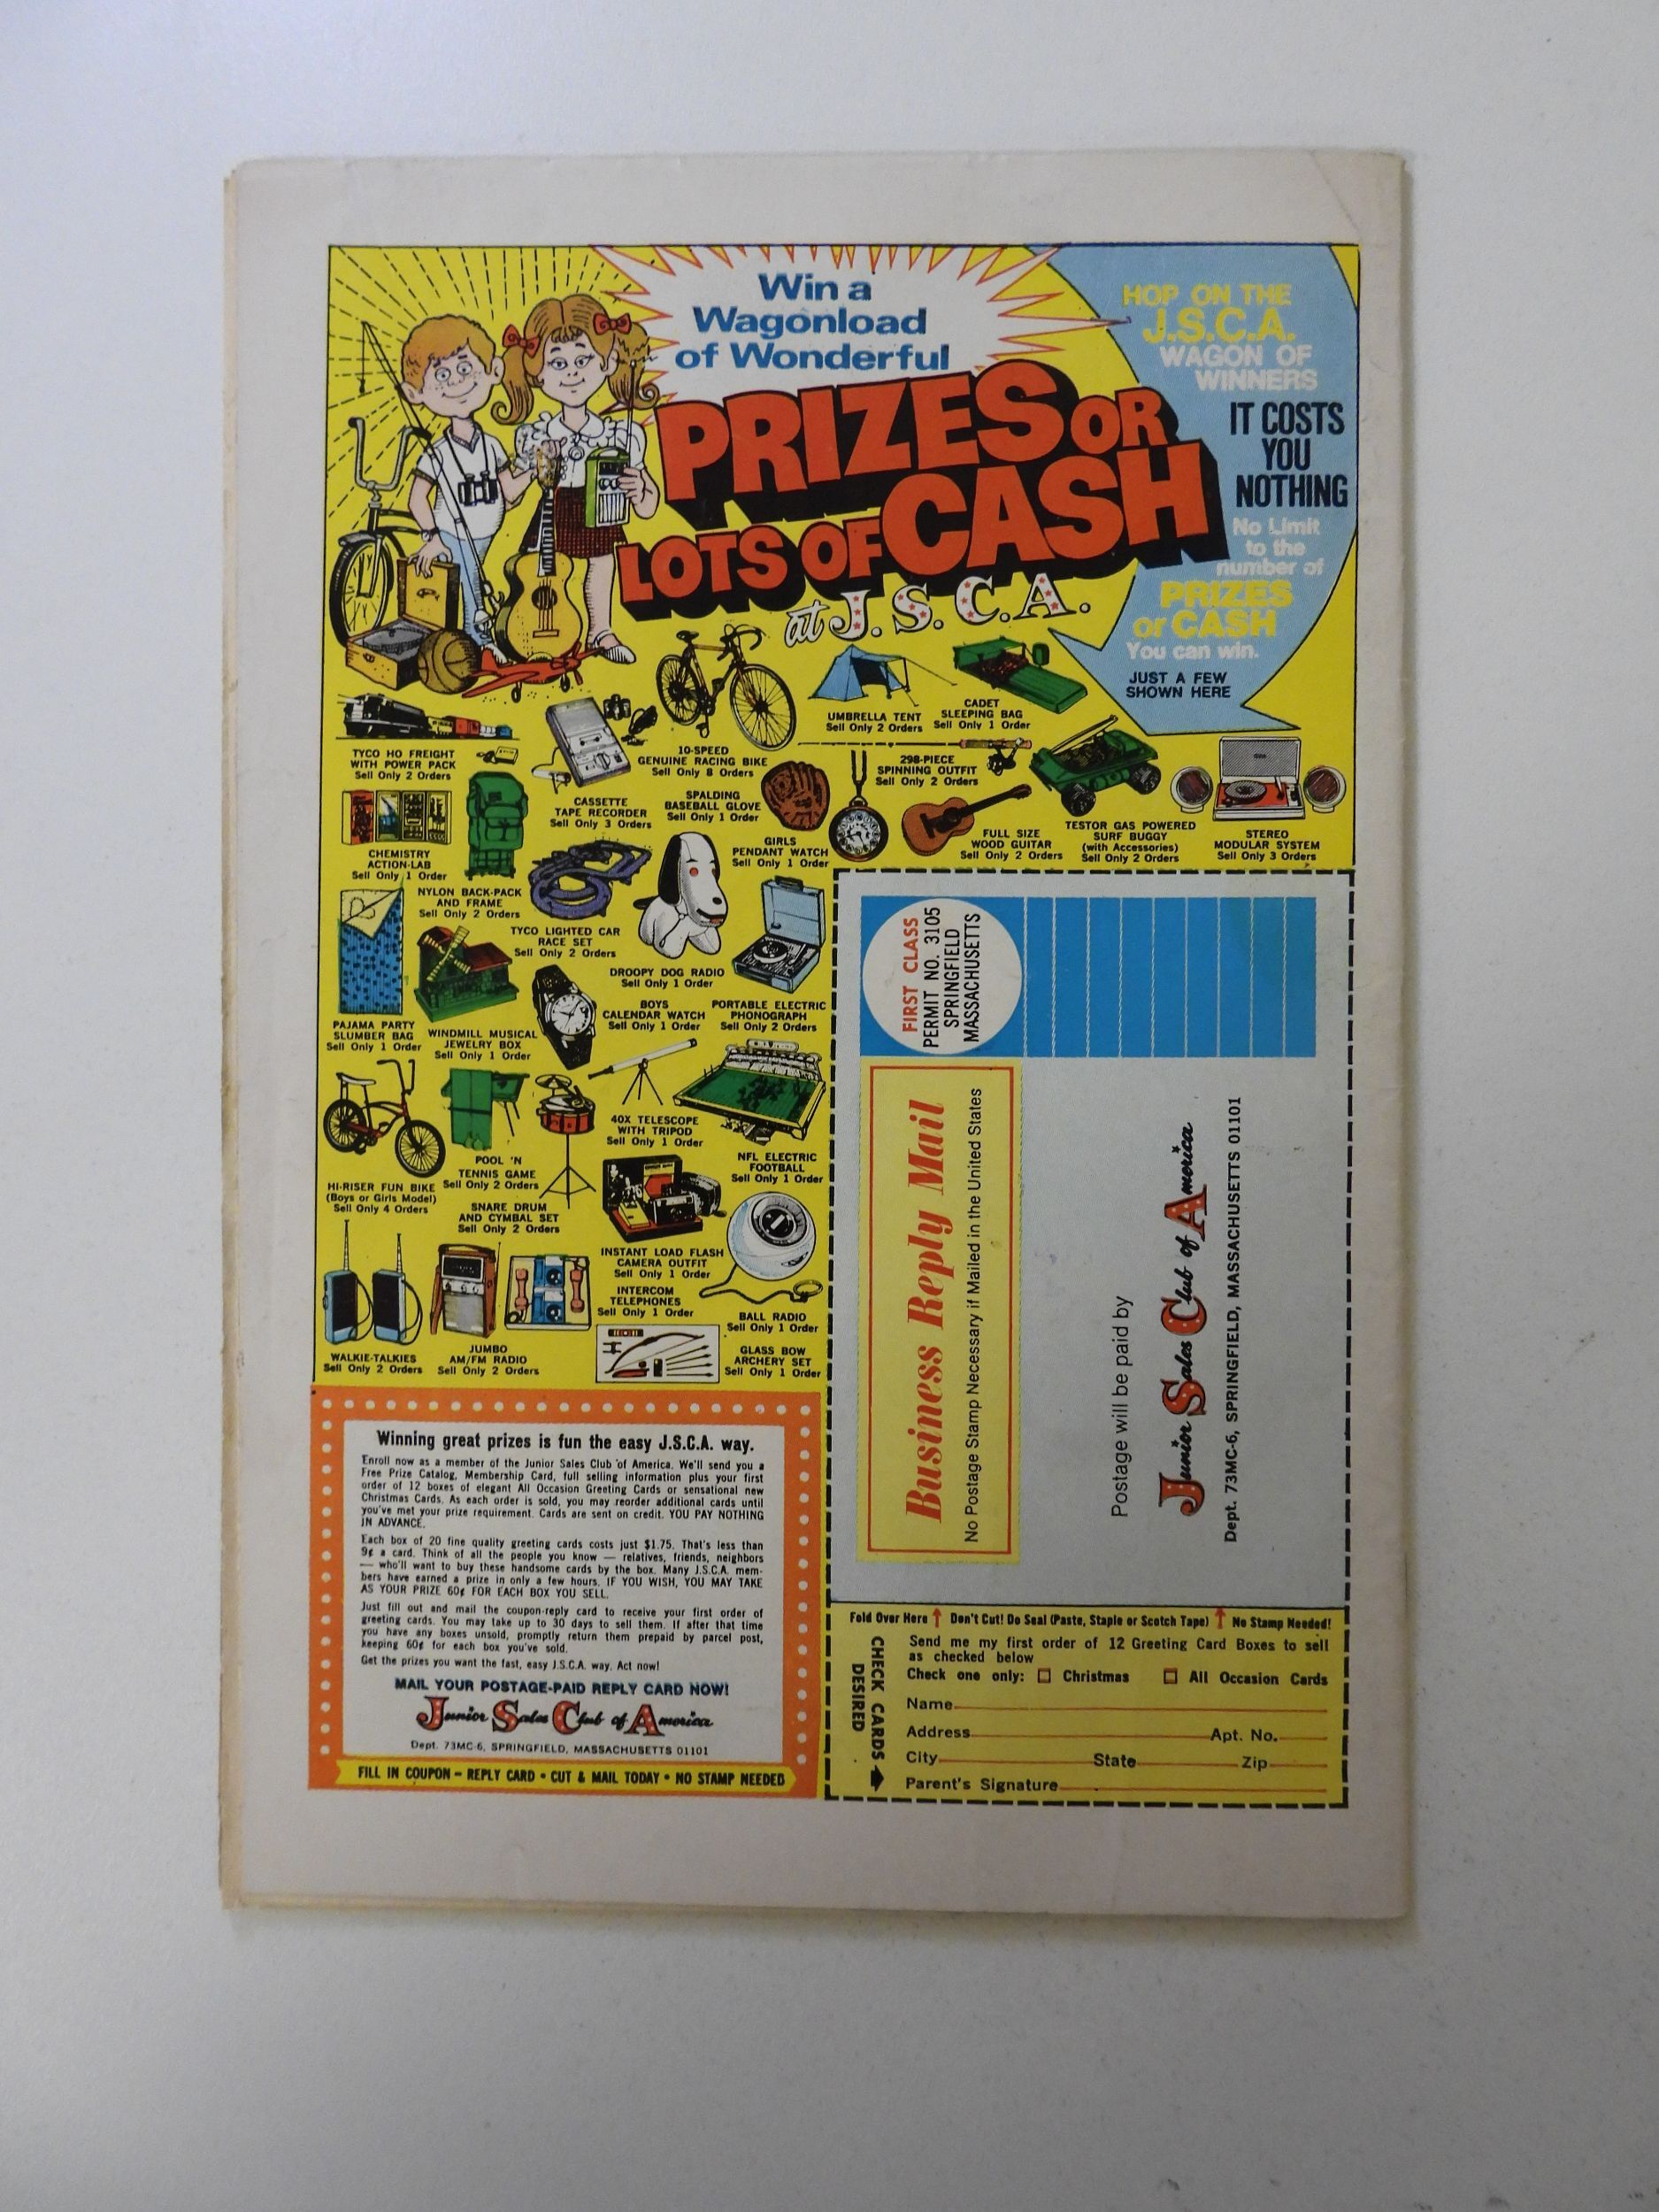 Win a
Wagonload
of Wonderful
PRIZES OR
LOTS OF CASH
at J.S.C.A.
HOP ON THE
J.S.C.A.
WAGON OF
WINNERS
IT COSTS
YOU
NOTHING
No Limit
to the
number of
PRIZES
or CASH
You can win.
JUST A FEW
SHOWN HERE
TYCO HO FREIGHT
WITH POWER PACK
Sell Only 2 Orders
CASSETTE
TAPE RECORDER
Sell Only 3 Orders
10-SPEED
GENUINE RACING BIKE
Sell Only 8 Orders
UMBRELLA TENT
Sell Only 2 Orders
CADET
SLEEPING BAG
Sell Only 1 Order
298-PIECE
SPINNING OUTFIT
Sell Only 2 Orders
SPALDING
BASEBALL GLOVE
Sell Only 1 Order
GIRLS
PENDANT WATCH
Sell Only 1 Order
FULL SIZE
WOOD GUITAR
Sell Only 2 Orders
TESTOR GAS POWERED
SURF BUGGY
(with Accessories)
Sell Only 2 Orders
STEREO
MODULAR SYSTEM
Sell Only 3 Orders
CHEMISTRY
ACTION-LAB
Sell Only 1 Order
NYLON BACK-PACK
AND FRAME
Sell Only 2 Orders
TYCO LIGHTED CAR
RACE SET
Sell Only 2 Orders
DROOPY DOG RADIO
Sell Only 1 Order
BOYS
CALENDAR WATCH
Sell Only 1 Order
PORTABLE ELECTRIC
PHONOGRAPH
Sell Only 2 Orders
PAJAMA PARTY
SLUMBER BAG
Sell Only 1 Order
WINDMILL MUSICAL
JEWELRY BOX
Sell Only 1 Order
40X TELESCOPE
WITH TRIPOD
Sell Only 1 Order
NFL ELECTRIC
FOOTBALL
Sell Only 1 Order
HI-RISER FUN BIKE
(Boys or Girls Model)
Sell Only 4 Orders
POOL 'N
TENNIS GAME
Sell Only 2 Orders
SNARE DRUM
AND CYMBAL SET
Sell Only 2 Orders
INSTANT LOAD FLASH
CAMERA OUTFIT
Sell Only 1 Order
INTERCOM
TELEPHONES
Sell Only 1 Order
BALL RADIO
Sell Only 1 Order
WALKIE-TALKIES
Sell Only 2 Orders
JUMBO
AM/FM RADIO
Sell Only 2 Orders
GLASS BOW
ARCHERY SET
Sell Only 1 Order
Winning great prizes is fun the easy J.S.C.A. way.
Enroll now as a member of the Junior Sales Club of America. We'll send you a
Free Prize Catalog, Membership Card, full selling information plus your first
order of 12 boxes of elegant All Occasion Greeting Cards or sensational new
Christmas Cards. As each order is sold, you may reorder additional cards until
you've met your prize requirement. Cards are sent on credit. YOU PAY NOTHING
IN ADVANCE.
Each box of 20 fine quality greeting cards costs just $1.75. That's less than
9¢ a card. Think of all the people you know — relatives, friends, neighbors
— who'll want to buy these handsome cards by the box. Many J.S.C.A. mem-
bers have earned a prize in only a few hours. IF YOU WISH, YOU MAY TAKE
AS YOUR PRIZE 60¢ FOR EACH BOX YOU SELL.
Just fill out and mail the coupon-reply card to receive your first order of
greeting cards. You may take up to 30 days to sell them. If after that time
you have any boxes unsold, promptly return them prepaid by parcel post,
keeping 60¢ for each box you've sold.
Get the prizes you want the fast, easy J.S.C.A. way. Act now!
MAIL YOUR POSTAGE-PAID REPLY CARD NOW!
Junior Sales Club of America
Dept. 73MC-6, SPRINGFIELD, MASSACHUSETTS 01101
FILL IN COUPON – REPLY CARD • CUT & MAIL TODAY • NO STAMP NEEDED
FIRST CLASS
PERMIT NO. 3105
SPRINGFIELD
MASSACHUSETTS
Business Reply Mail
No Postage Stamp Necessary if Mailed in the United States
Postage will be paid by
Junior Sales Club of America
Dept. 73MC-6, SPRINGFIELD, MASSACHUSETTS 01101
Fold Over Here ↑ Don't Cut! Do Seal (Paste, Staple or Scotch Tape) ↑ No Stamp Needed!
CHECK CARDS
DESIRED
Send me my first order of 12 Greeting Card Boxes to sell
as checked below
Check one only: ☐ Christmas ☐ All Occasion Cards
Name
Address Apt. No.
City State Zip
Parent's Signature